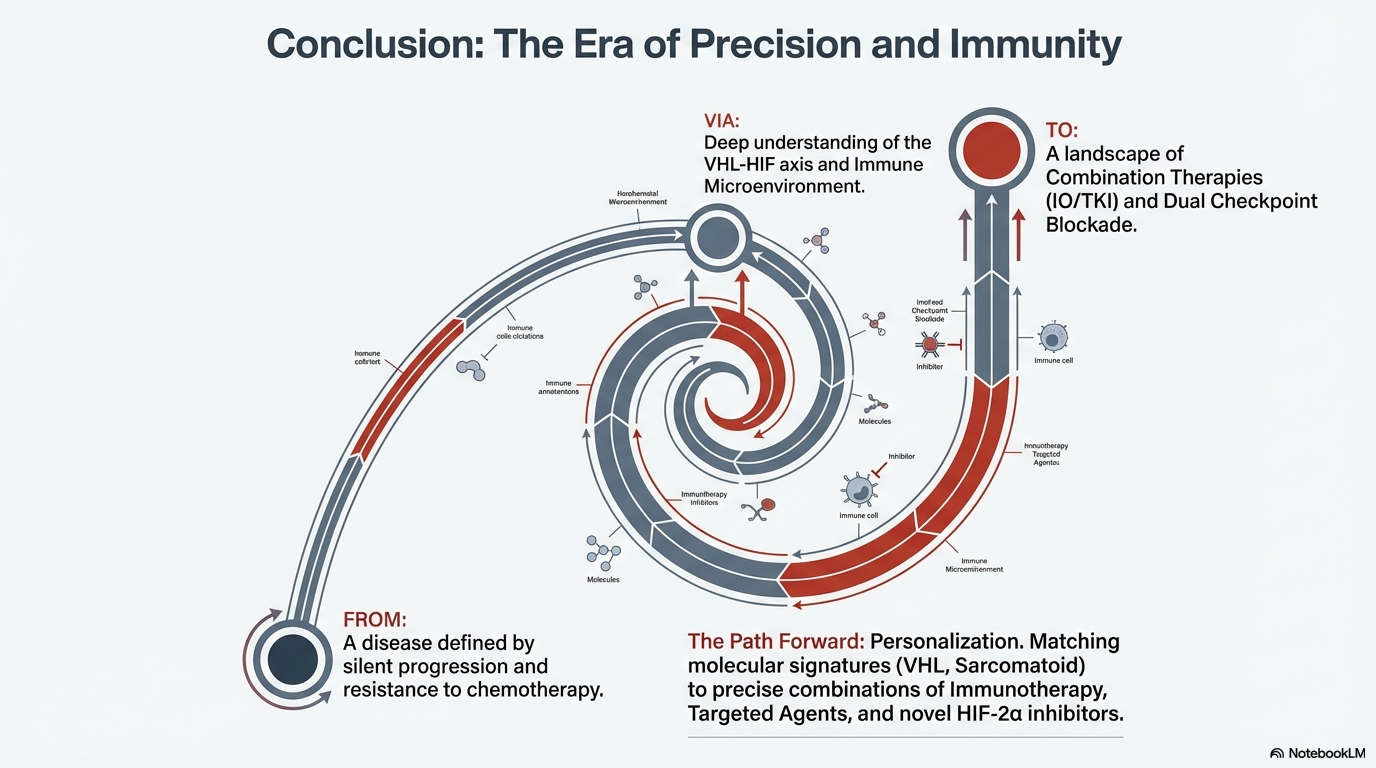 Conclusion: The Era of Precision and Immunity
VIA:
Deep understanding of the
VHL-HIF axis and Immune
Microenvironment.
TO:
A landscape of
Combination Therapies
(IO/TKI) and Dual Checkpoint
Blockade.
Immune
Molecules
Inhibiter
Immune cell
Inhibilor
Immune cell
Immunotherapy
Inhibitors
Molecules
Immune
FROM:
A disease defined by
silent progression and
resistance to chemotherapy.
The Path Forward: Personalization. Matching
molecular signatures (VHL, Sarcomatoid)
to precise combinations of Immunotherapy,
Targeted Agents, and novel HIF-2α inhibitors.
NotebookLM